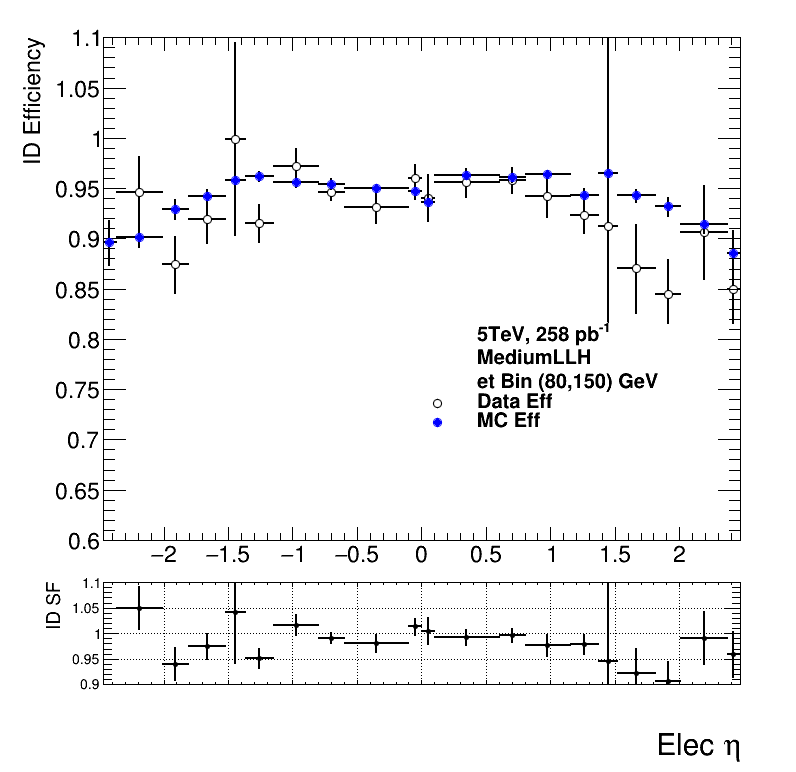 ID Efficiency
1.1
1.05
1
0.95
0.9
0.85
0.8
0.75
0.7
0.65
0.6
5TeV, 258 pb⁻¹
MediumLLH
et Bin (80,150) GeV
Data Eff
MC Eff
−2 −1.5 −1 −0.5 0 0.5 1 1.5 2
ID SF
1.1
1.05
1
0.95
0.9
Elec η